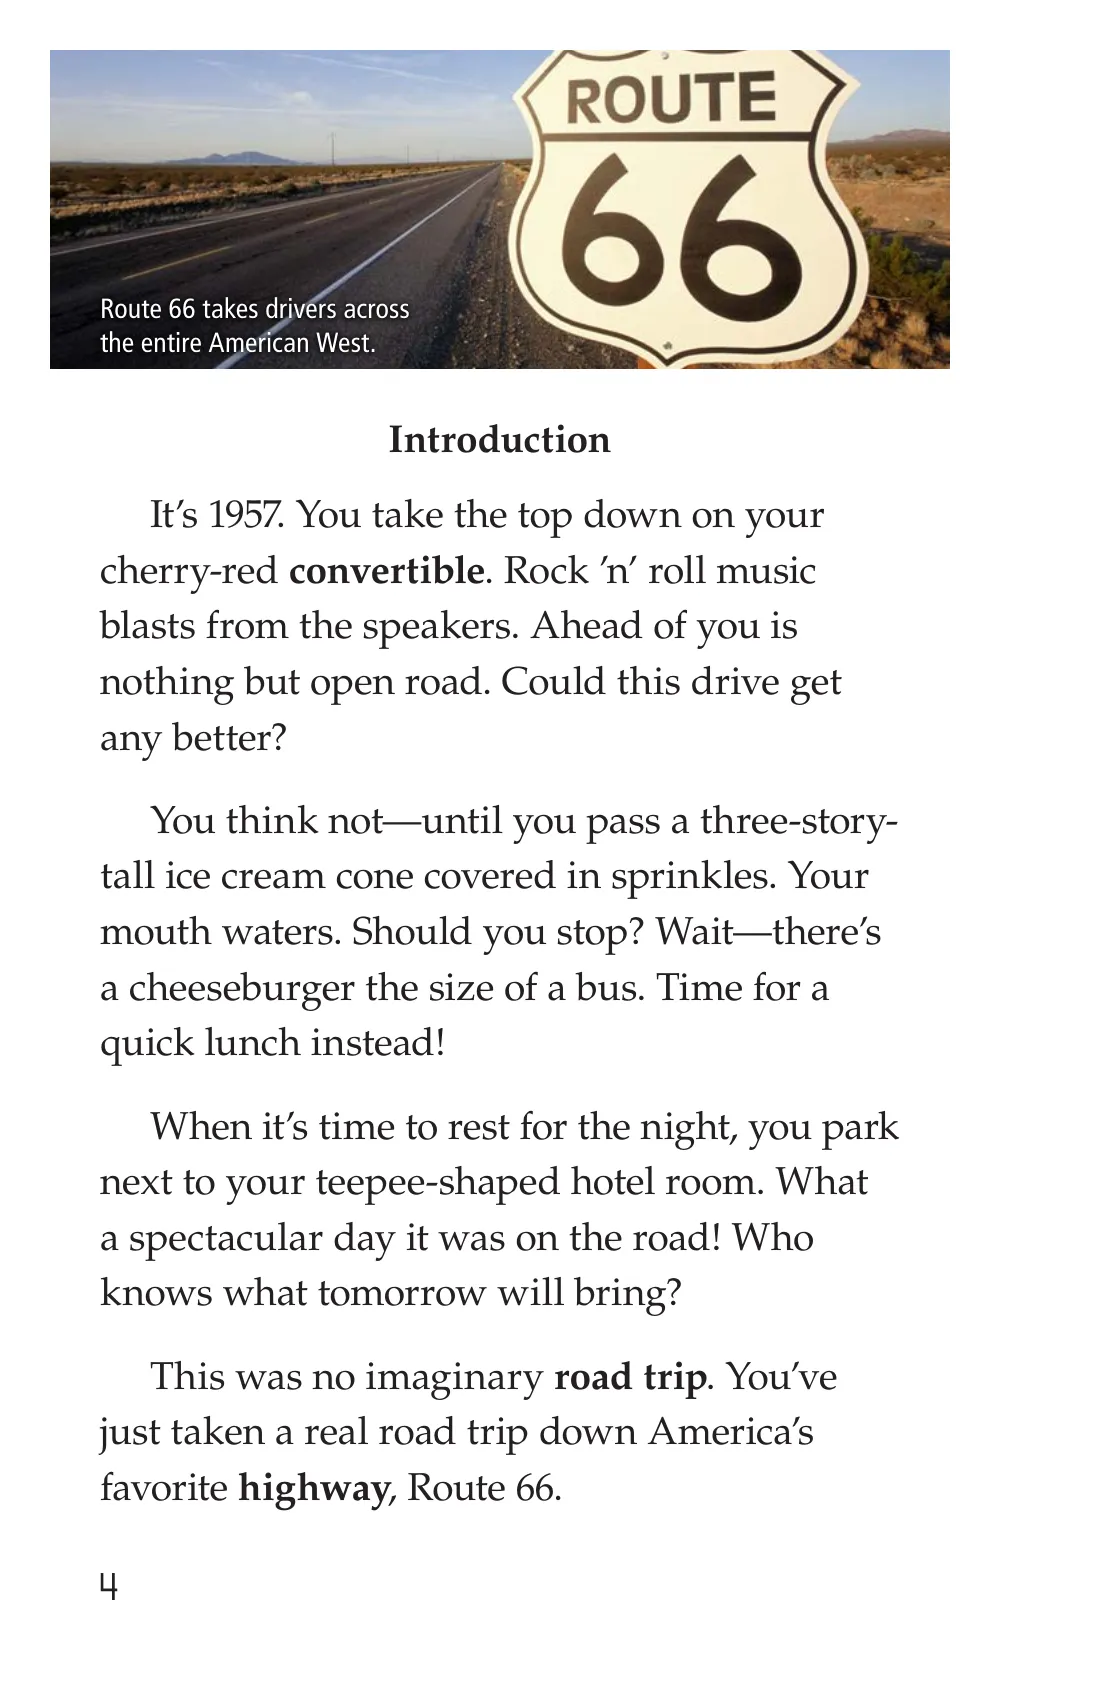 ROUTE
66
Route 66 takes drivers across
the entire American West.
Introduction
It’s 1957. You take the top down on your
cherry-red convertible. Rock ’n’ roll music
blasts from the speakers. Ahead of you is
nothing but open road. Could this drive get
any better?
You think not—until you pass a three-story-
tall ice cream cone covered in sprinkles. Your
mouth waters. Should you stop? Wait—there’s
a cheeseburger the size of a bus. Time for a
quick lunch instead!
When it’s time to rest for the night, you park
next to your teepee-shaped hotel room. What
a spectacular day it was on the road! Who
knows what tomorrow will bring?
This was no imaginary road trip. You’ve
just taken a real road trip down America’s
favorite highway, Route 66.
4